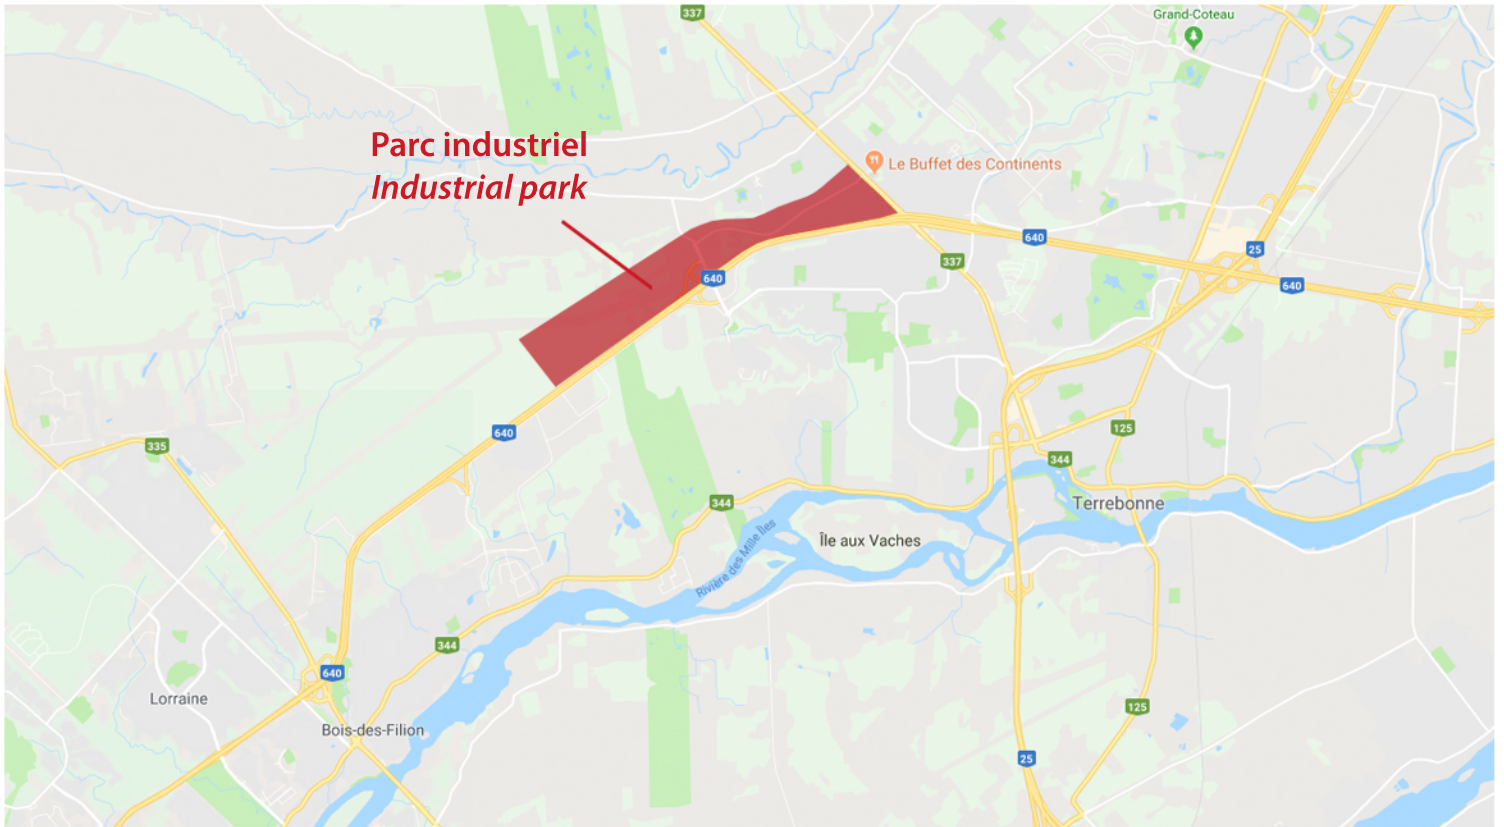 337
Grand-Coteau
Parc industriel
Industrial park
Le Buffet des Continents
640
25
337
640
640
125
640
335
344
344
Terrebonne
Île aux Vaches
Rivière des Mille Îles
344
640
Lorraine
125
Bois-des-Filion
25